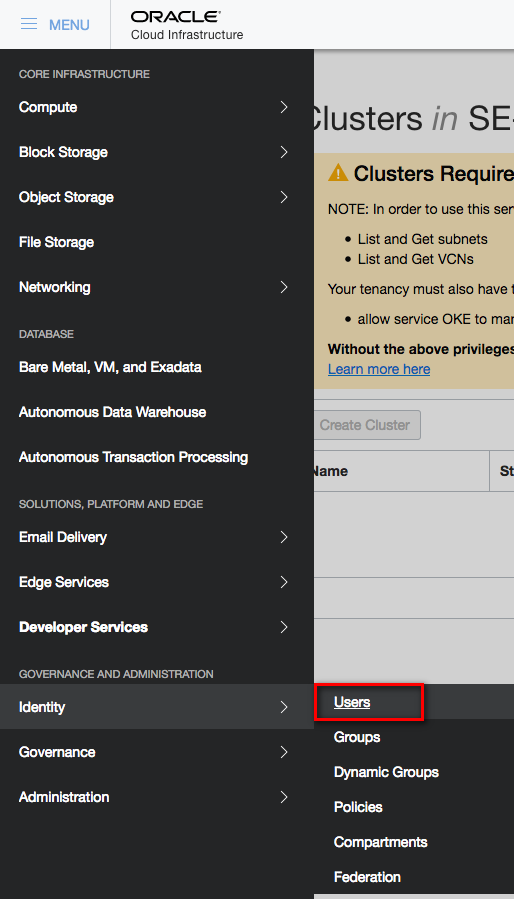 MENU
ORACLE
Cloud Infrastructure
CORE INFRASTRUCTURE
Compute
Block Storage
Object Storage
File Storage
Networking
DATABASE
Bare Metal, VM, and Exadata
Autonomous Data Warehouse
Autonomous Transaction Processing
SOLUTIONS, PLATFORM AND EDGE
Email Delivery
Edge Services
Developer Services
GOVERNANCE AND ADMINISTRATION
Identity
Governance
Administration
Clusters in SE-
Clusters Require
NOTE: In order to use this ser
List and Get subnets
List and Get VCNs
Your tenancy must also have t
allow service OKE to mar
Without the above privileges
Learn more here
Create Cluster
Name St
Users
Groups
Dynamic Groups
Policies
Compartments
Federation